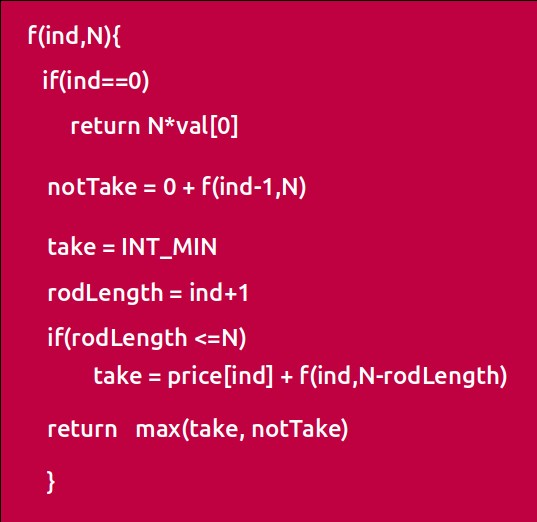 f(ind,N){
if(ind==0)
return N*val[0]
notTake = 0 + f(ind-1,N)
take = INT_MIN
rodLength = ind+1
if(rodLength <=N)
take = price[ind] + f(ind,N-rodLength)
return max(take, notTake)
}